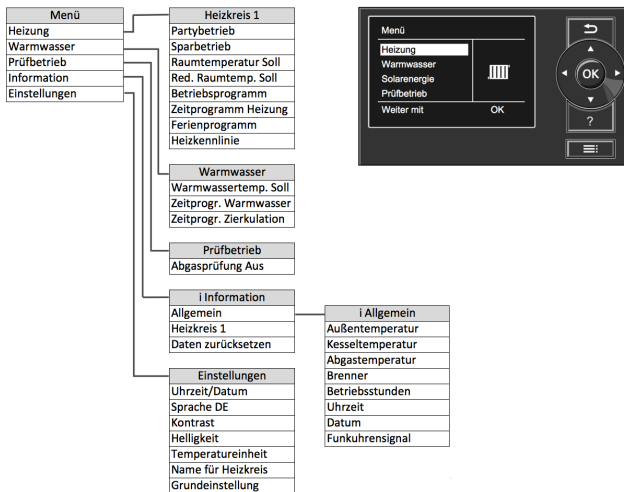 Menü
Heizung
Warmwasser
Prüfbetrieb
Information
Einstellungen
Heizkreis 1
Partybetrieb
Sparbetrieb
Raumtemperatur Soll
Red. Raumtemp. Soll
Betriebsprogramm
Zeitprogramm Heizung
Ferienprogramm
Heizkennlinie
Warmwasser
Warmwassertemp. Soll
Zeitprogr. Warmwasser
Zeitprogr. Zierkulation
Prüfbetrieb
Abgasprüfung Aus
i Information
Allgemein
Heizkreis 1
Daten zurücksetzen
i Allgemein
Außentemperatur
Kesseltemperatur
Abgastemperatur
Brenner
Betriebsstunden
Uhrzeit
Datum
Funkuhrensignal
Einstellungen
Uhrzeit/Datum
Sprache DE
Kontrast
Helligkeit
Temperatureinheit
Name für Heizkreis
Grundeinstellung
Menü
Heizung
Warmwasser
Solarenergie
Prüfbetrieb
Weiter mit OK
OK
?